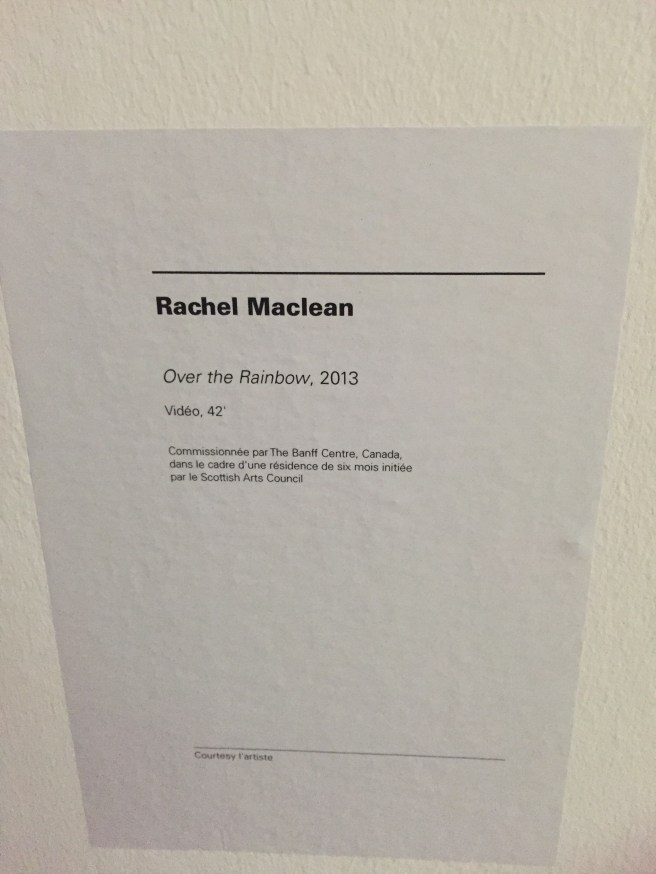 Rachel Maclean
Over the Rainbow, 2013
Vidéo, 42'
Commissionnée par The Banff Centre, Canada,
dans le cadre d'une résidence de six mois initiée
par le Scottish Arts Council
Courtesy l'artiste